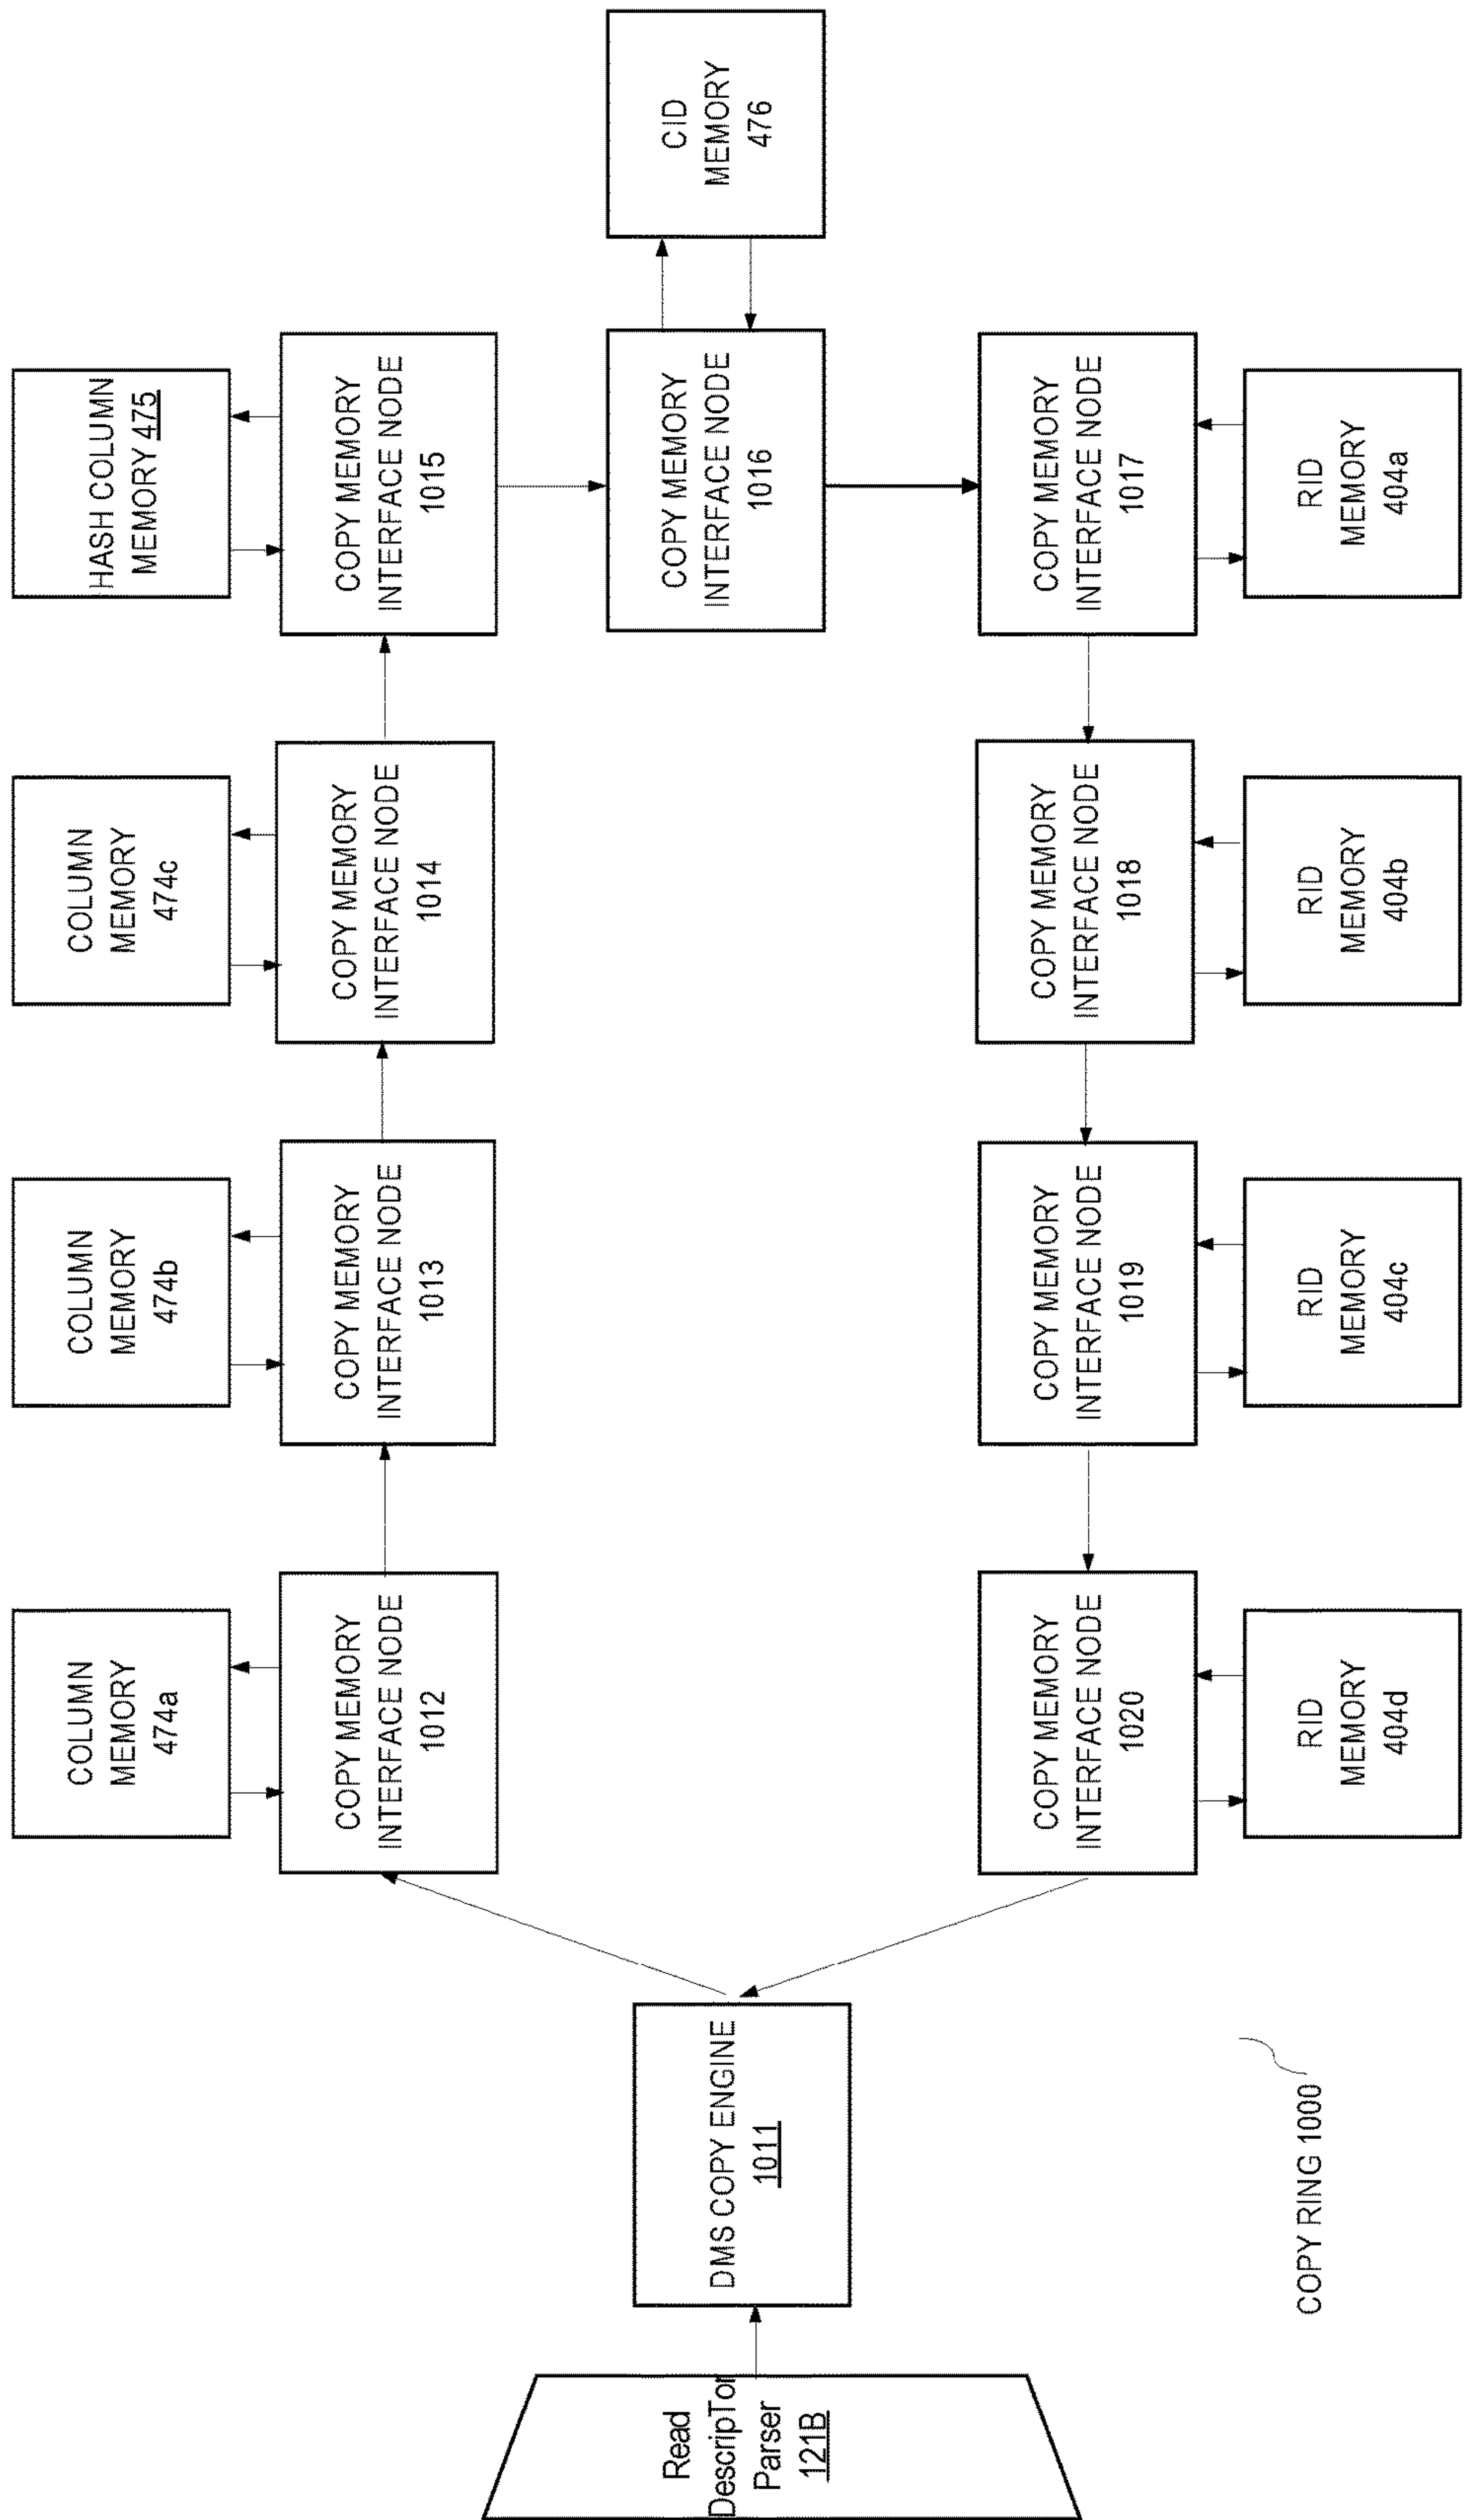 COLUMN
MEMORY
474a
COLUMN
MEMORY
474b
COLUMN
MEMORY
474c
HASH COLUMN
MEMORY 475
COPY MEMORY
INTERFACE NODE
1012
COPY MEMORY
INTERFACE NODE
1013
COPY MEMORY
INTERFACE NODE
1014
COPY MEMORY
INTERFACE NODE
1015
Read
DescripTor
Parser
121B
DMS COPY ENGINE
1011
COPY MEMORY
INTERFACE NODE
1016
CID
MEMORY
476
COPY MEMORY
INTERFACE NODE
1020
COPY MEMORY
INTERFACE NODE
1019
COPY MEMORY
INTERFACE NODE
1018
COPY MEMORY
INTERFACE NODE
1017
COPY RING 1000
RID
MEMORY
404d
RID
MEMORY
404c
RID
MEMORY
404b
RID
MEMORY
404a